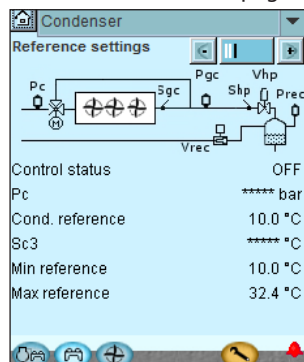 Condenser
Reference settings
Pc
M
Sgc
Pgc
Shp
Vhp
Prec
Vrec
Control status OFF
Pc ***** bar
Cond. reference 10.0 °C
Sc3 ***** °C
Min reference 10.0 °C
Max reference 32.4 °C